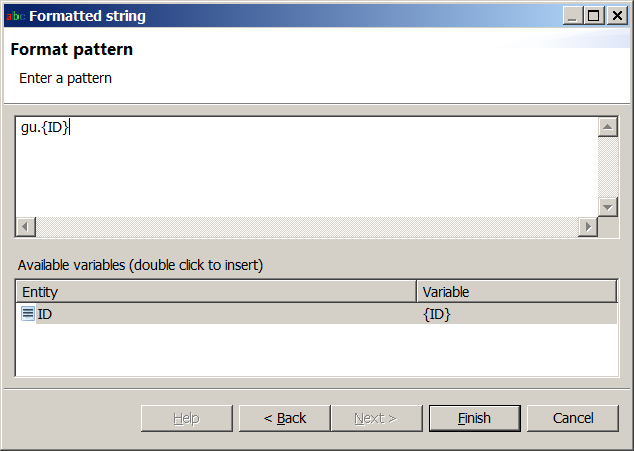 abc Formatted string
Format pattern
Enter a pattern
gu.{ID}
Available variables (double click to insert)
Entity Variable
ID {ID}
Help < Back Next > Finish Cancel